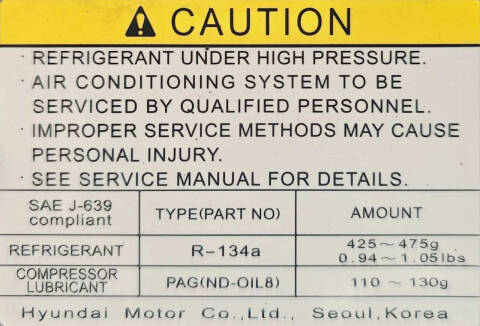 CAUTION
· REFRIGERANT UNDER HIGH PRESSURE.
· AIR CONDITIONING SYSTEM TO BE
SERVICED BY QUALIFIED PERSONNEL.
· IMPROPER SERVICE METHODS MAY CAUSE
PERSONAL INJURY.
· SEE SERVICE MANUAL FOR DETAILS.
SAE J-639
compliant
TYPE(PART NO)
AMOUNT
REFRIGERANT
R-134a
425~475g
0.94~1.05lbs
COMPRESSOR
LUBRICANT
PAG(ND-OIL8)
110 ~ 130g
Hyundai Motor Co.,Ltd., Seoul,Korea